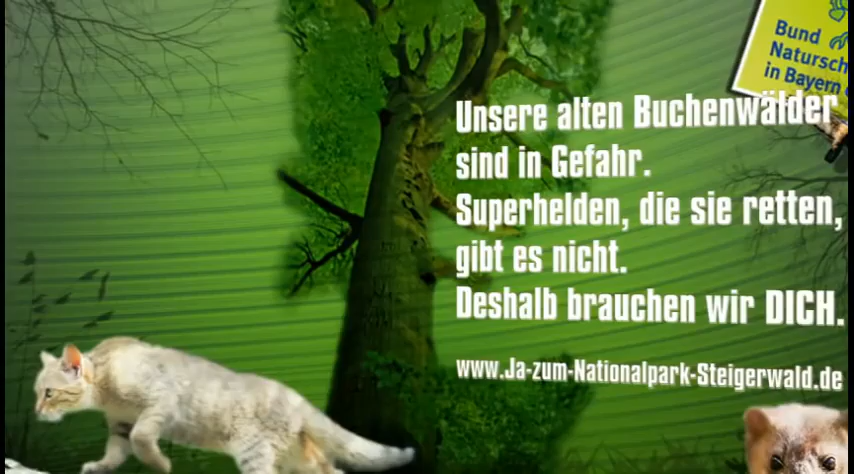 Bund
Natursch
in Bayern
Unsere alten Buchenwälder
sind in Gefahr.
Superhelden, die sie retten,
gibt es nicht.
Deshalb brauchen wir DICH.
www.Ja-zum-Nationalpark-Steigerwald.de